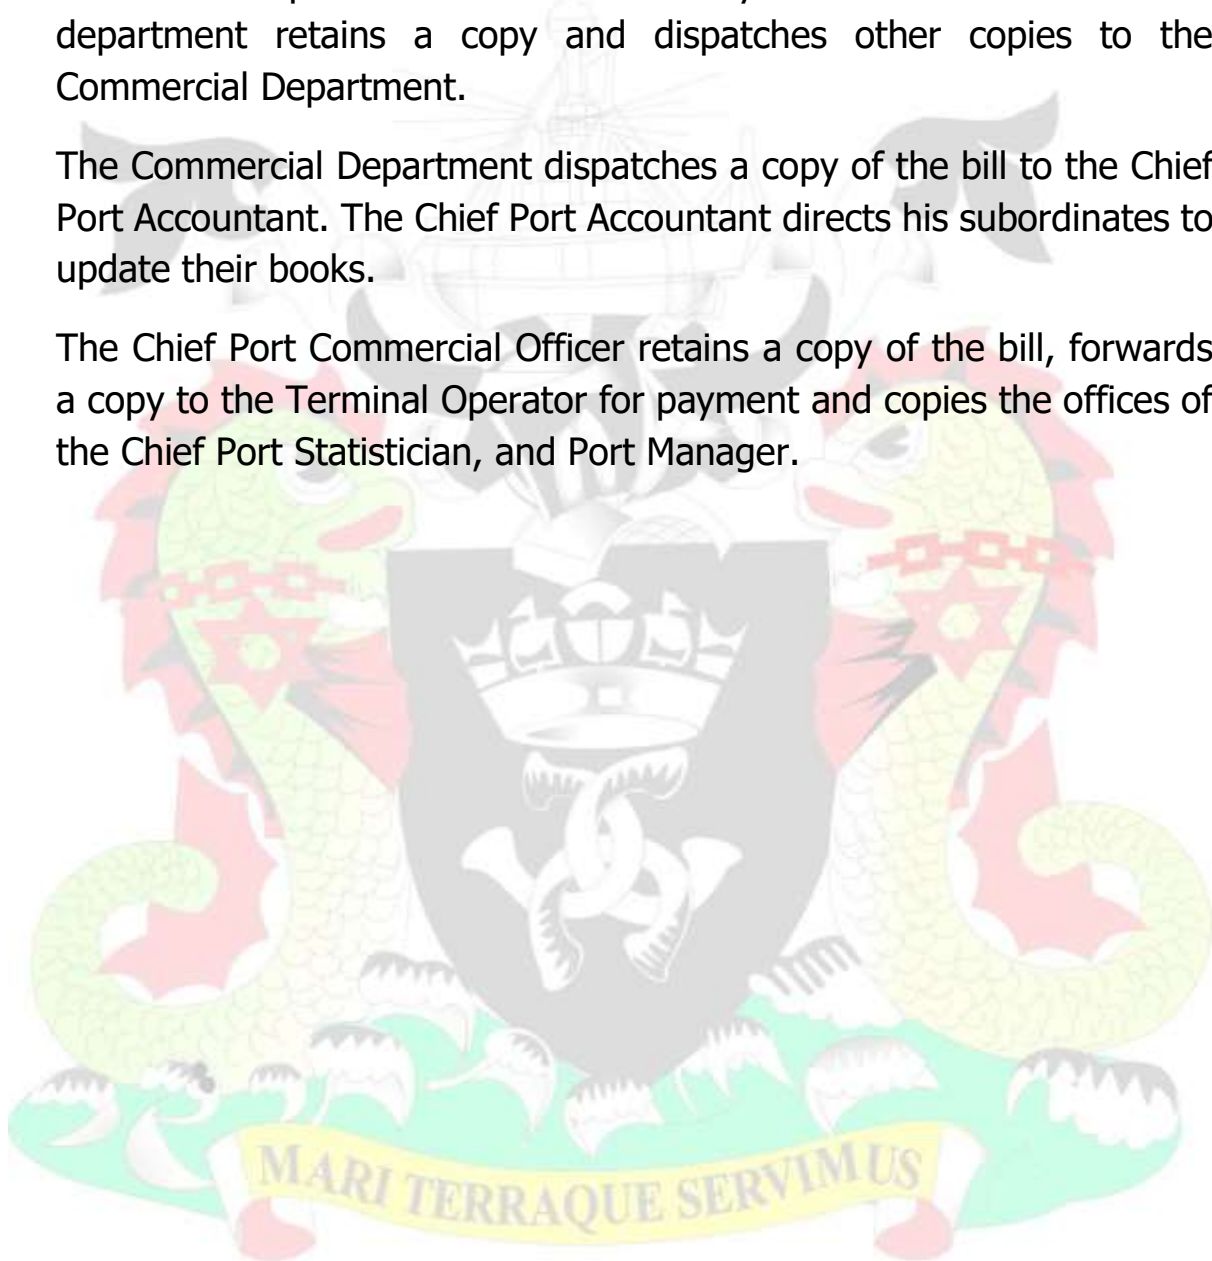 department retains a copy and dispatches other copies to the
Commercial Department.
The Commercial Department dispatches a copy of the bill to the Chief
Port Accountant. The Chief Port Accountant directs his subordinates to
update their books.
The Chief Port Commercial Officer retains a copy of the bill, forwards
a copy to the Terminal Operator for payment and copies the offices of
the Chief Port Statistician, and Port Manager.
MARI TERRAQUE SERVIMUS